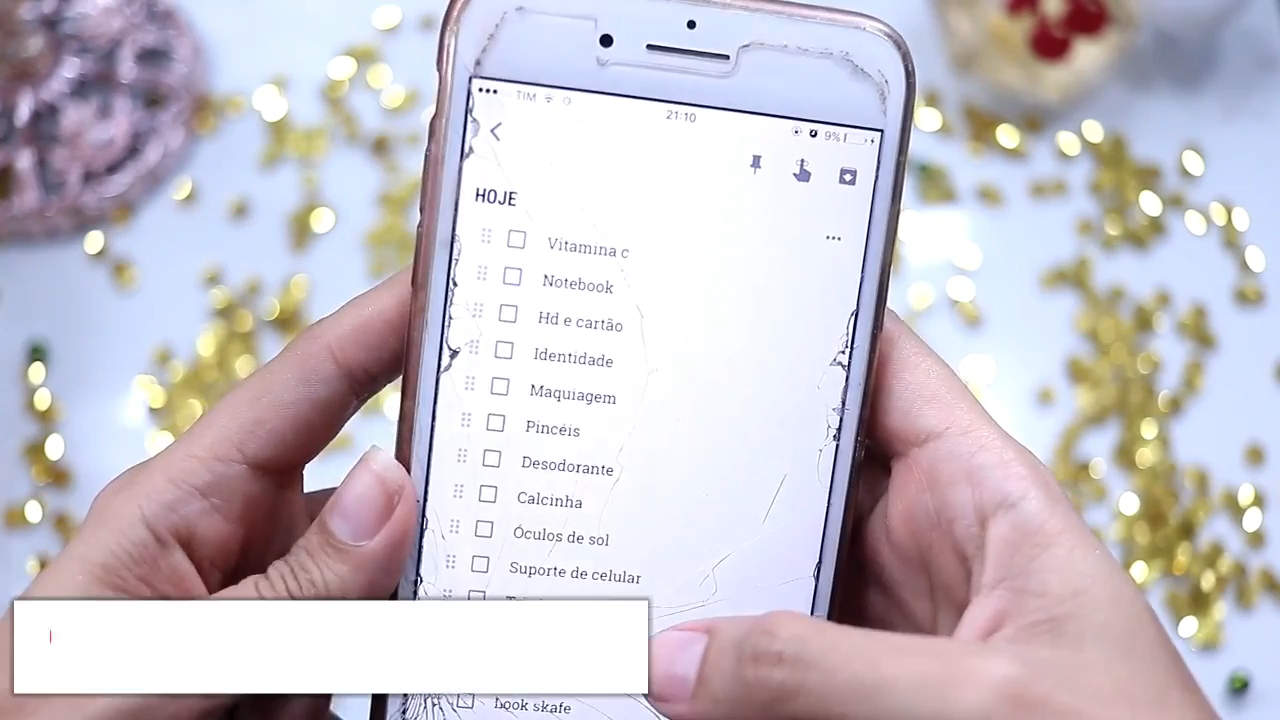 TIM
21:10
9%
HOJE
Vitamina c
Notebook
Hd e cartão
Identidade
Maquiagem
Pincéis
Desodorante
Calcinha
Óculos de sol
Suporte de celular
book skafe